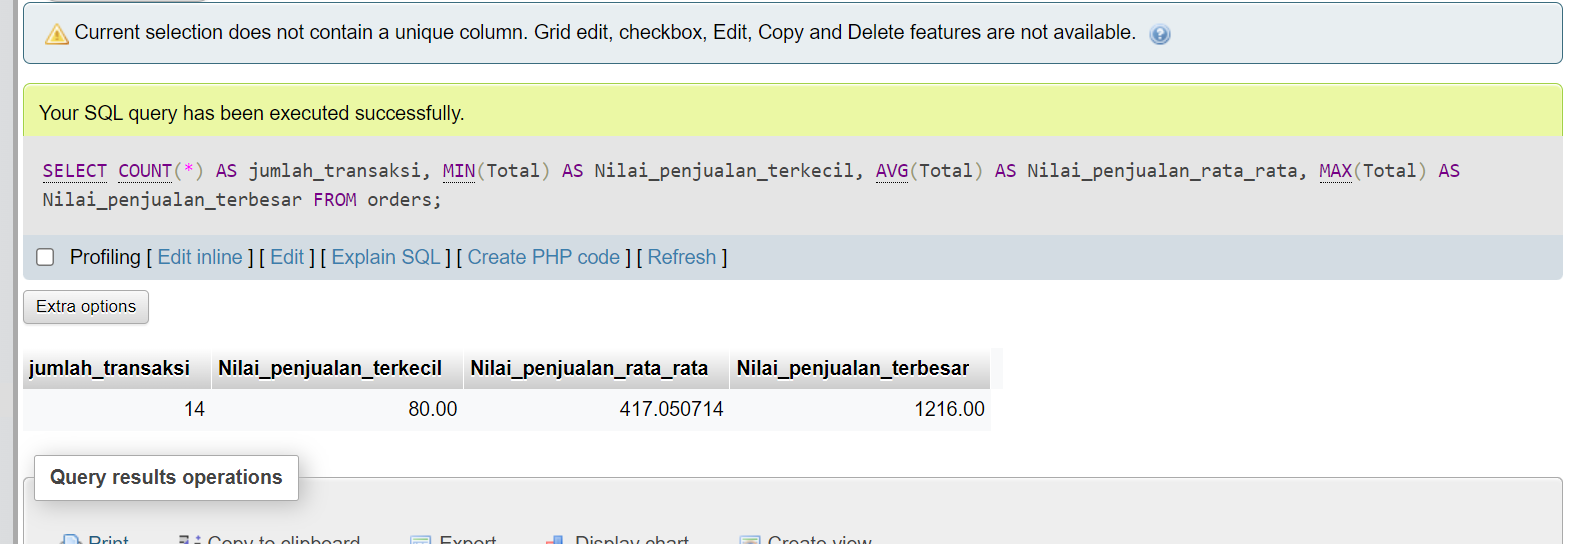 Current selection does not contain a unique column. Grid edit, checkbox, Edit, Copy and Delete features are not available.
Your SQL query has been executed successfully.
SELECT COUNT(*) AS jumlah_transaksi, MIN(Total) AS Nilai_penjualan_terkecil, AVG(Total) AS Nilai_penjualan_rata_rata, MAX(Total) AS
Nilai_penjualan_terbesar FROM orders;
Profiling [ Edit inline ] [ Edit ] [ Explain SQL ] [ Create PHP code ] [ Refresh ]
Extra options
jumlah_transaksi Nilai_penjualan_terkecil Nilai_penjualan_rata_rata Nilai_penjualan_terbesar
14 80.00 417.050714 1216.00
Query results operations
Print Copy to clipboard Export Display chart Create view